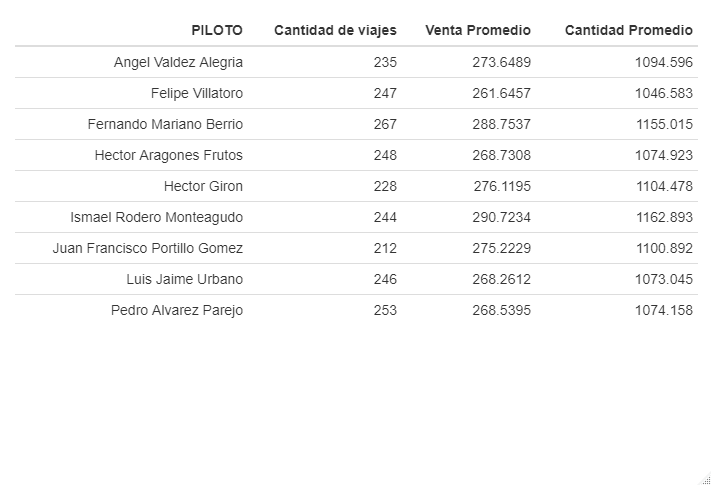 PILOTO Cantidad de viajes Venta Promedio Cantidad Promedio
Angel Valdez Alegria 235 273.6489 1094.596
Felipe Villatoro 247 261.6457 1046.583
Fernando Mariano Berrio 267 288.7537 1155.015
Hector Aragones Frutos 248 268.7308 1074.923
Hector Giron 228 276.1195 1104.478
Ismael Rodero Monteagudo 244 290.7234 1162.893
Juan Francisco Portillo Gomez 212 275.2229 1100.892
Luis Jaime Urbano 246 268.2612 1073.045
Pedro Alvarez Parejo 253 268.5395 1074.158